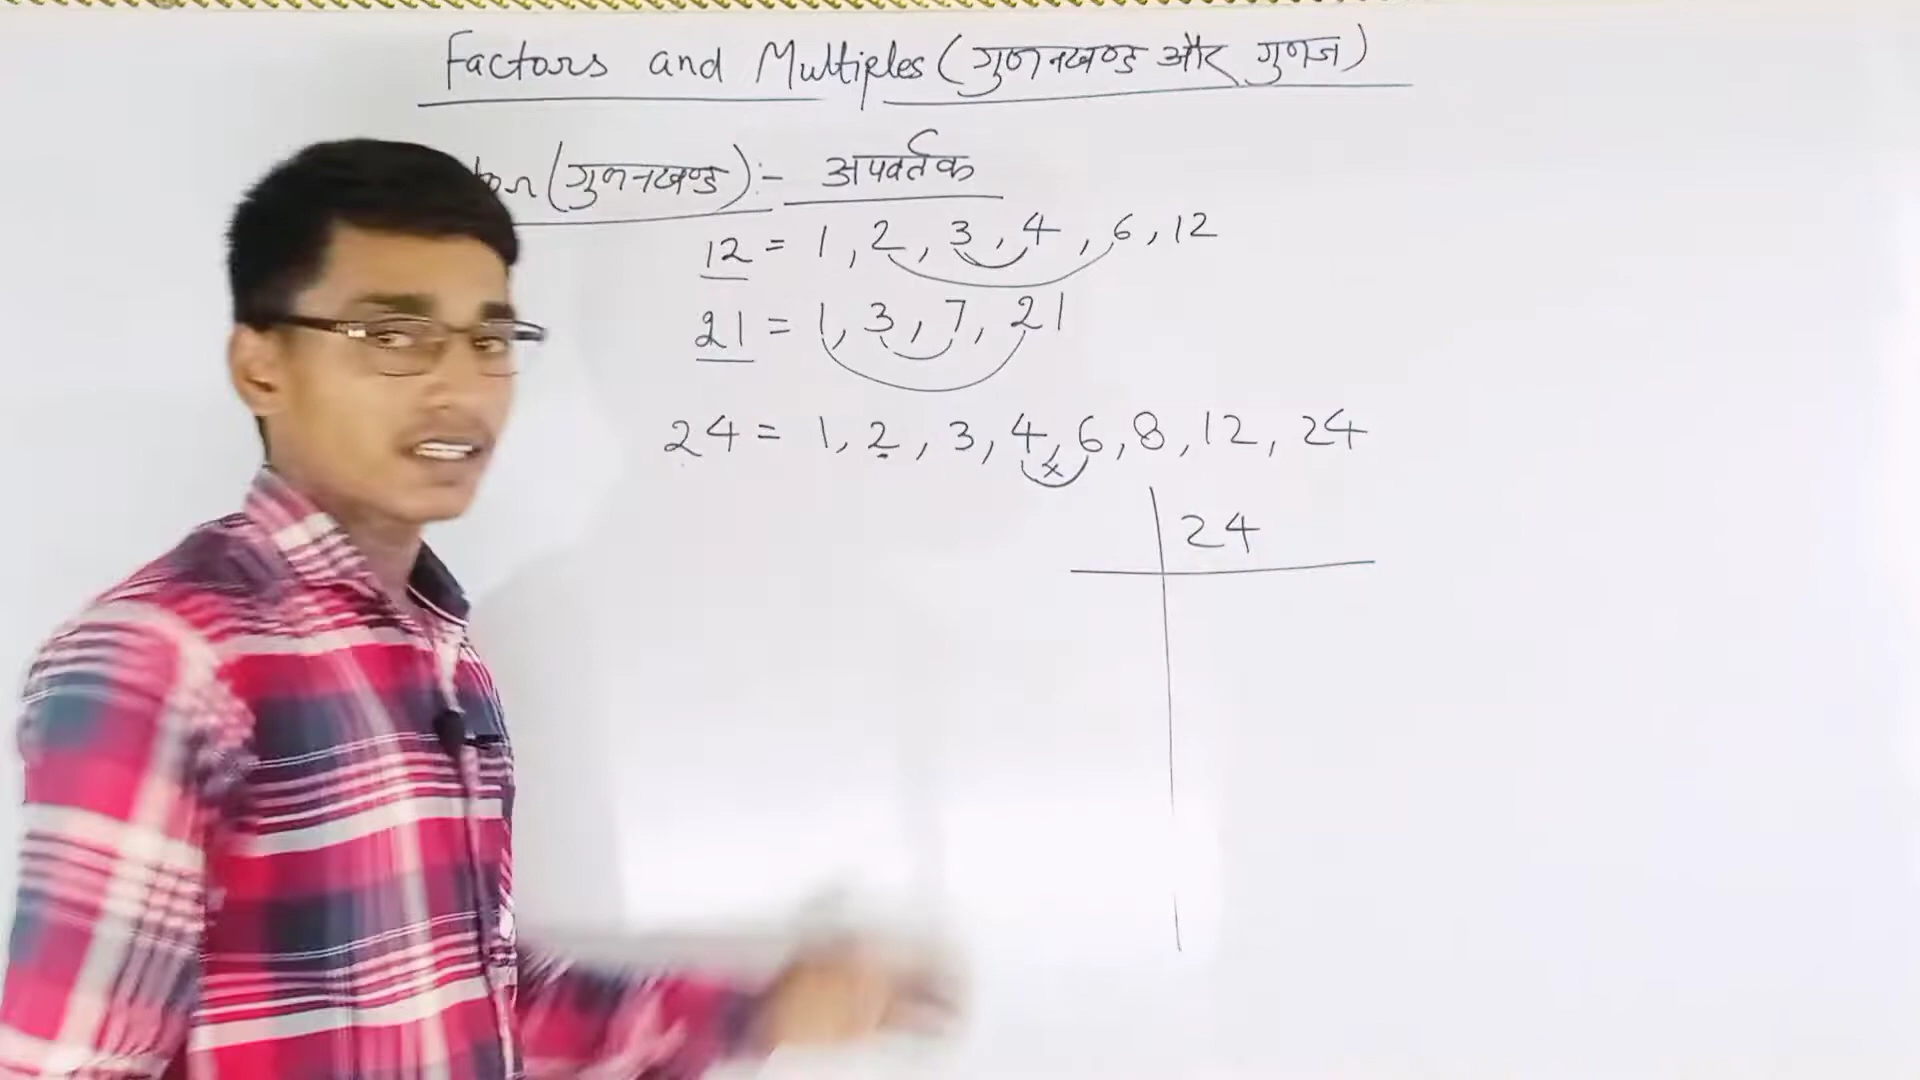 Factors and Multiples (गुणनखण्ड और गुणज)
(गुणनखण्ड) :- अपवर्तक
12 = 1, 2, 3, 4, 6, 12
21 = 1, 3, 7, 21
24 = 1, 2, 3, 4, 6, 8, 12, 24
×
24